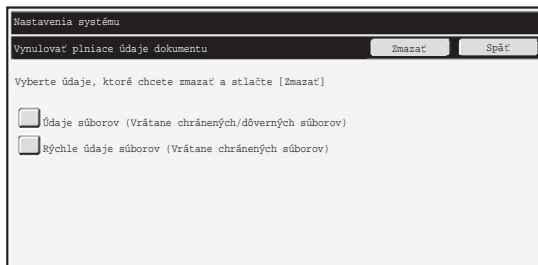 Nastavenia systému
Vynulovať plniace údaje dokumentu Zmazať Späť
Vyberte údaje, ktoré chcete zmazať a stlačte [Zmazať]
Údaje súborov (Vrátane chránených/dôverných súborov)
Rýchle údaje súborov (Vrátane chránených súborov)